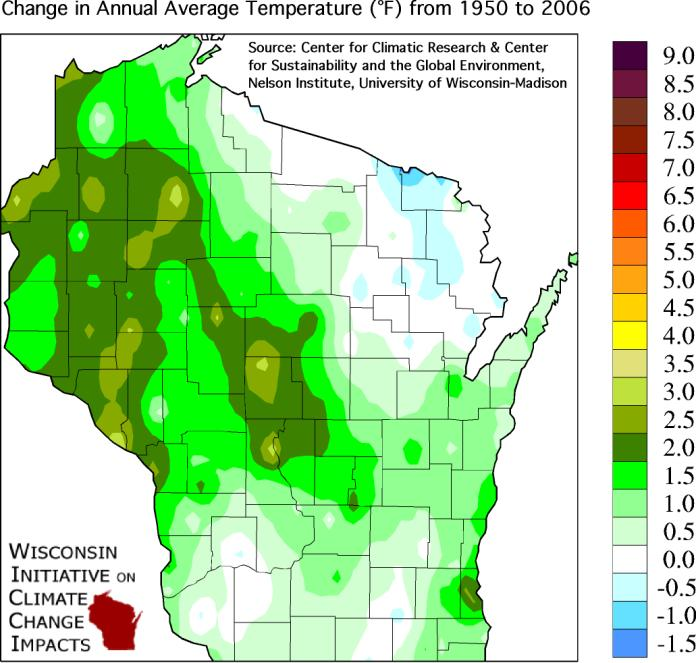 Change in Annual Average Temperature (°F) from 1950 to 2006
Source: Center for Climatic Research & Center
for Sustainability and the Global Environment,
Nelson Institute, University of Wisconsin-Madison
9.0
8.5
8.0
7.5
7.0
6.5
6.0
5.5
5.0
4.5
4.0
3.5
3.0
2.5
2.0
1.5
1.0
0.5
0.0
-0.5
-1.0
-1.5
WISCONSIN
INITIATIVE ON
CLIMATE
CHANGE
IMPACTS